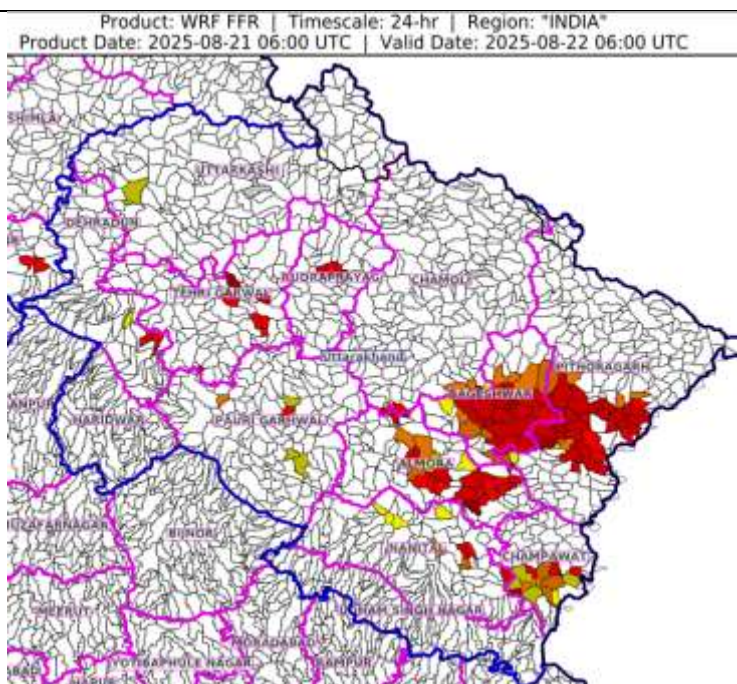 Product: WRF FFR | Timescale: 24-hr | Region: "INDIA"
Product Date: 2025-08-21 06:00 UTC | Valid Date: 2025-08-22 06:00 UTC
SHIMLA
UTTARKASHI
DEHRADUN
TEHRI GARWAL
RUDRAPRAYAG
CHAMOLI
Uttarakhand
PITHORAGARH
BAGESHWAR
HARIDWAR
PAURI GARHWAL
ALMORA
BIJNOR
NAINITAL
CHAMPAWAT
MEERUT
UDHAM SINGH NAGAR
MORADABAD
JYOTIBAPHULE NAGAR
RAMPUR